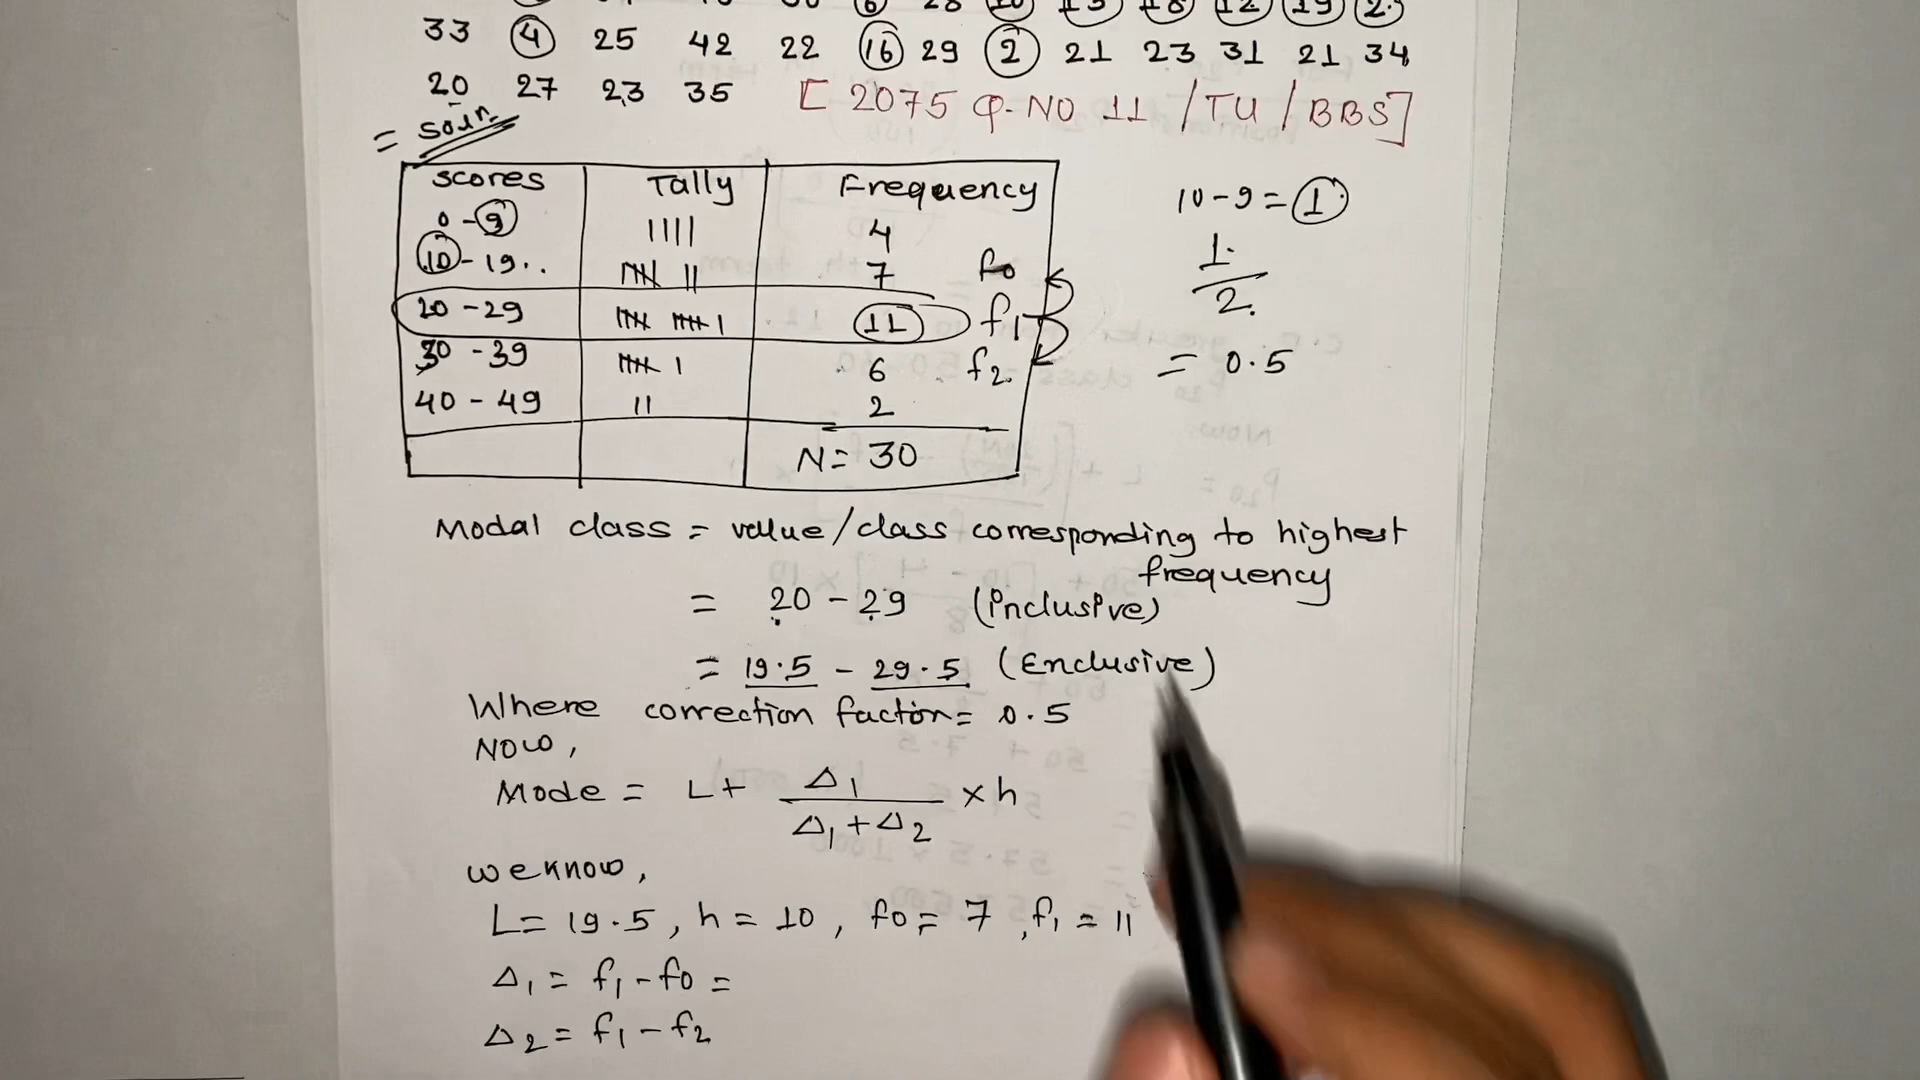 28
33 4 25 42 22 16 29 2 21 23 31 21 34
20 27 23 35 [2075 Q. NO 11 / TU / BBS]
= Soln.
Scores Tally Frequency
0 - 9 |||| 4
10 - 19.. |||| || 7 f0
20 - 29 |||| |||| | 11 f1
30 - 39 |||| | 6 f2
40 - 49 || 2
N = 30
10 - 9 = 1
1
2
= 0.5
Modal class = value/class corresponding to highest
frequency
= 20 - 29 (inclusive)
= 19.5 - 29.5 (Enclusive)
Where correction factor = 0.5
Now,
Mode = L + Δ1 / Δ1 + Δ2 × h
we know,
L = 19.5, h = 10, f0 = 7, f1 = 11
Δ1 = f1 - f0 =
Δ2 = f1 - f2